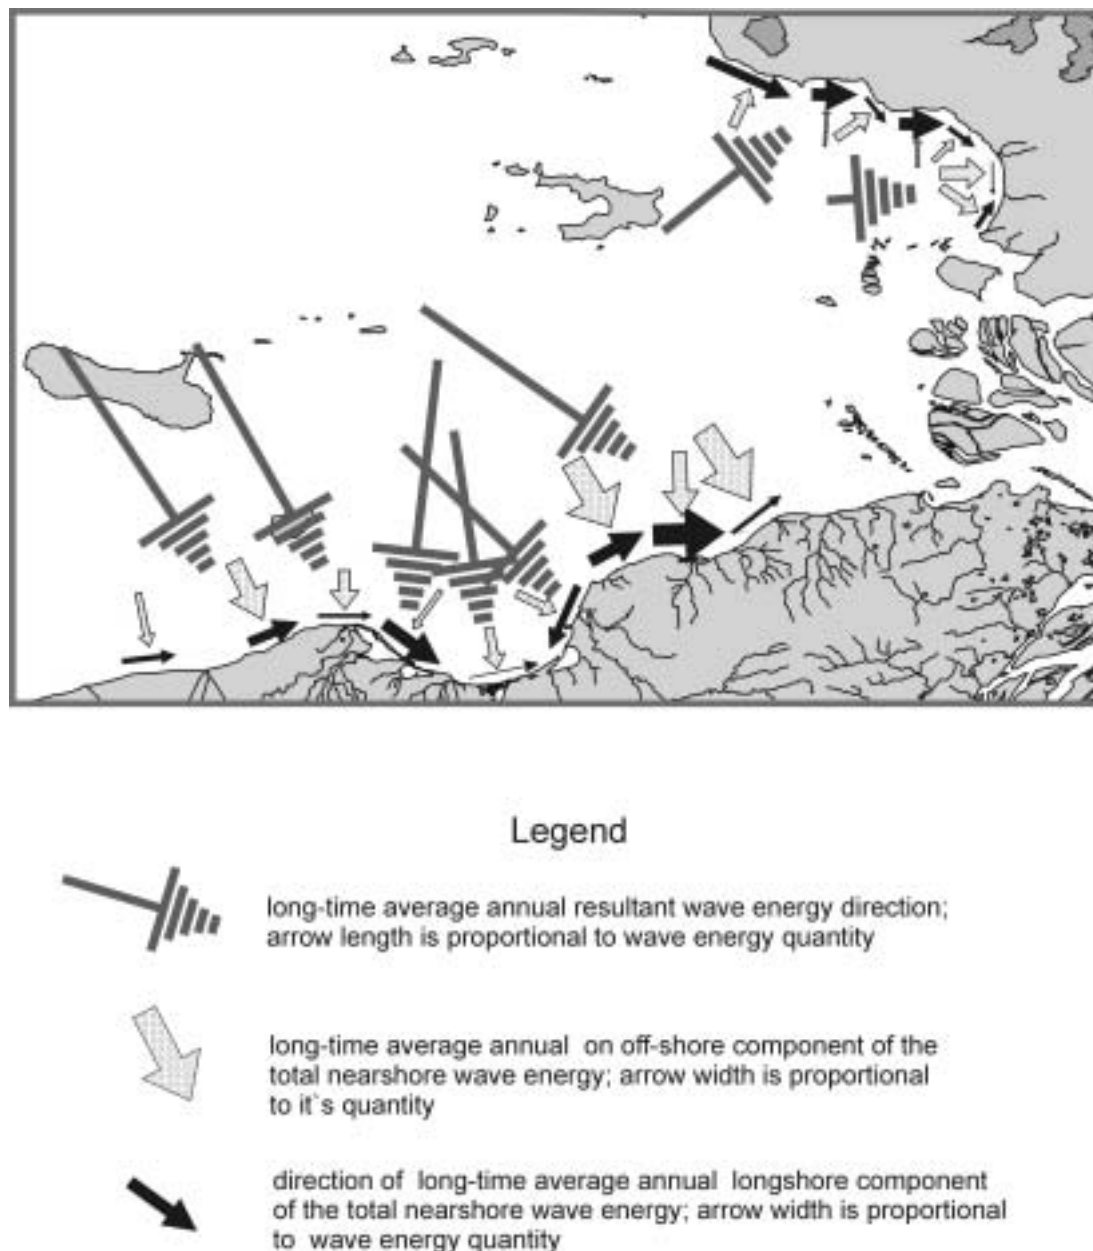 Legend
long-time average annual resultant wave energy direction;
arrow length is proportional to wave energy quantity
long-time average annual on off-shore component of the
total nearshore wave energy; arrow width is proportional
to it`s quantity
direction of long-time average annual longshore component
of the total nearshore wave energy; arrow width is proportional
to wave energy quantity